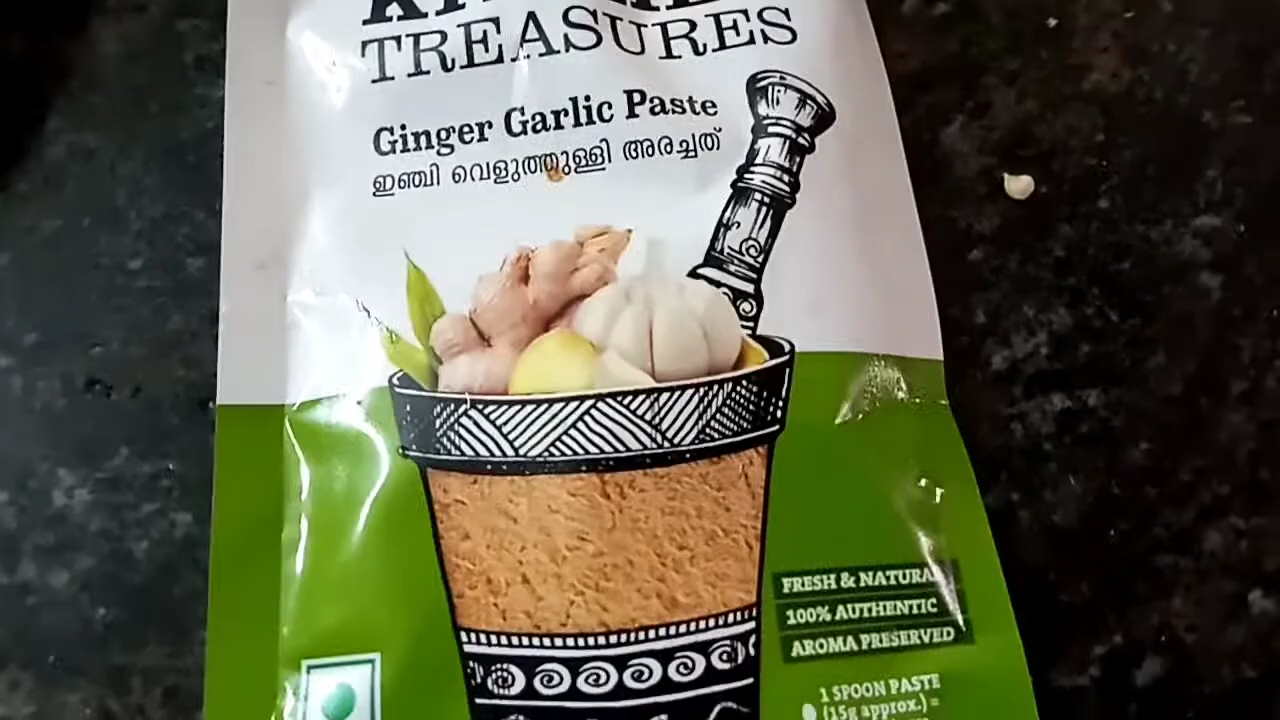 TREASURES
Ginger Garlic Paste
ഇഞ്ചി വെളുത്തുള്ളി അരച്ചത്
FRESH & NATURAL
100% AUTHENTIC
AROMA PRESERVED
1 SPOON PASTE
(15g approx.) =